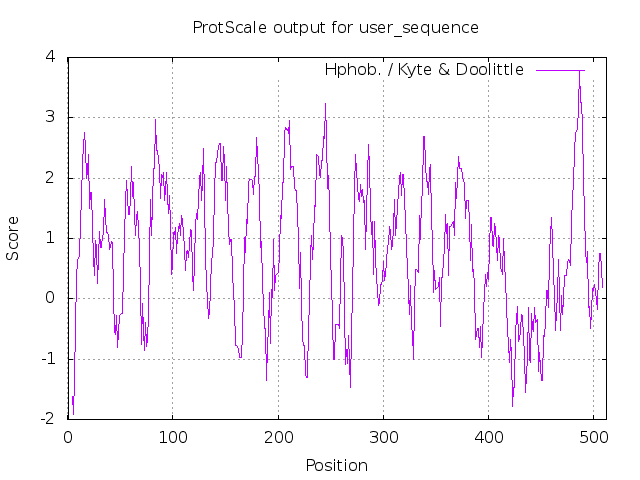 ProtScale output for user_sequence
Hphob. / Kyte & Doolittle
4
3
2
1
0
-1
-2
Score
0 100 200 300 400 500
Position